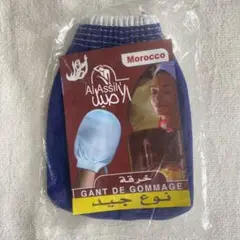 Morocco
Al Assil
الأصيل
خرقة
GANT DE GOMMAGE
نوع جيد